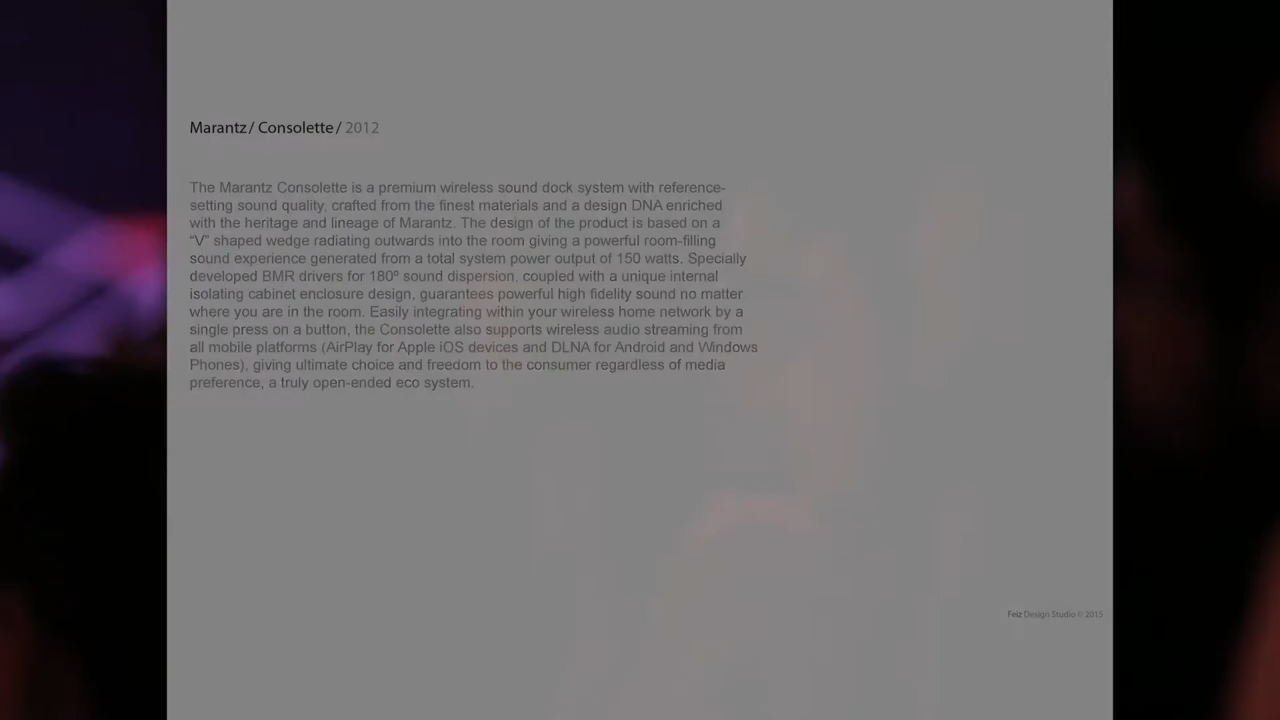 Marantz / Consolette / 2012
The Marantz Consolette is a premium wireless sound dock system with reference-
setting sound quality, crafted from the finest materials and a design DNA enriched
with the heritage and lineage of Marantz. The design of the product is based on a
“V” shaped wedge radiating outwards into the room giving a powerful room-filling
sound experience generated from a total system power output of 150 watts. Specially
developed BMR drivers for 180º sound dispersion, coupled with a unique internal
isolating cabinet enclosure design, guarantees powerful high fidelity sound no matter
where you are in the room. Easily integrating within your wireless home network by a
single press on a button, the Consolette also supports wireless audio streaming from
all mobile platforms (AirPlay for Apple iOS devices and DLNA for Android and Windows
Phones), giving ultimate choice and freedom to the consumer regardless of media
preference, a truly open-ended eco system.
Feiz Design Studio © 2015